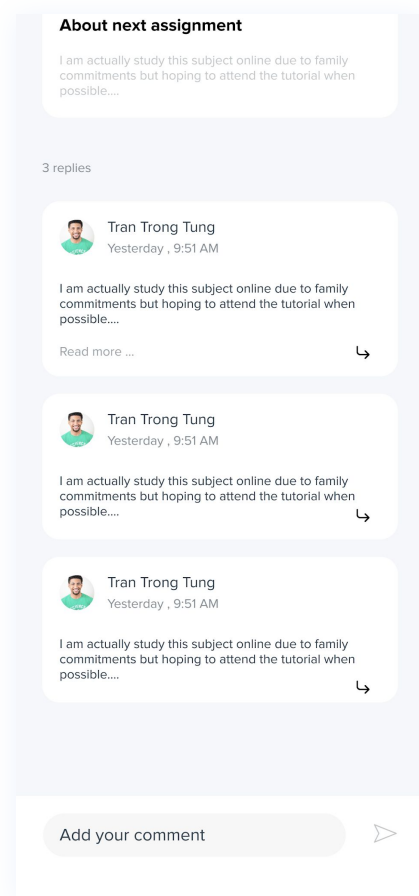 About next assignment
I am actually study this subject online due to family
commitments but hoping to attend the tutorial when
possible....
3 replies
Tran Trong Tung
Yesterday , 9:51 AM
I am actually study this subject online due to family
commitments but hoping to attend the tutorial when
possible....
Read more ...
Tran Trong Tung
Yesterday , 9:51 AM
I am actually study this subject online due to family
commitments but hoping to attend the tutorial when
possible....
Tran Trong Tung
Yesterday , 9:51 AM
I am actually study this subject online due to family
commitments but hoping to attend the tutorial when
possible....
Add your comment